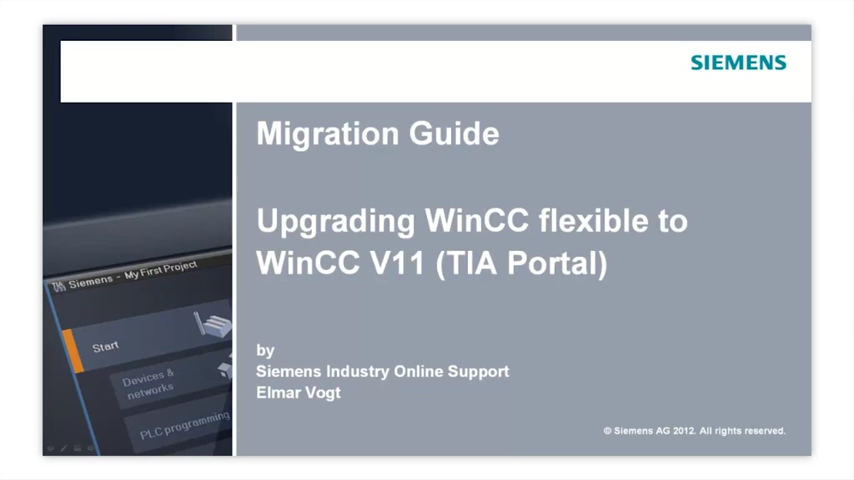 SIEMENS
Migration Guide
Upgrading WinCC flexible to
WinCC V11 (TIA Portal)
by
Siemens Industry Online Support
Elmar Vogt
© Siemens AG 2012. All rights reserved.
TIA Siemens - My First Project
Start
Devices &
networks
PLC programming